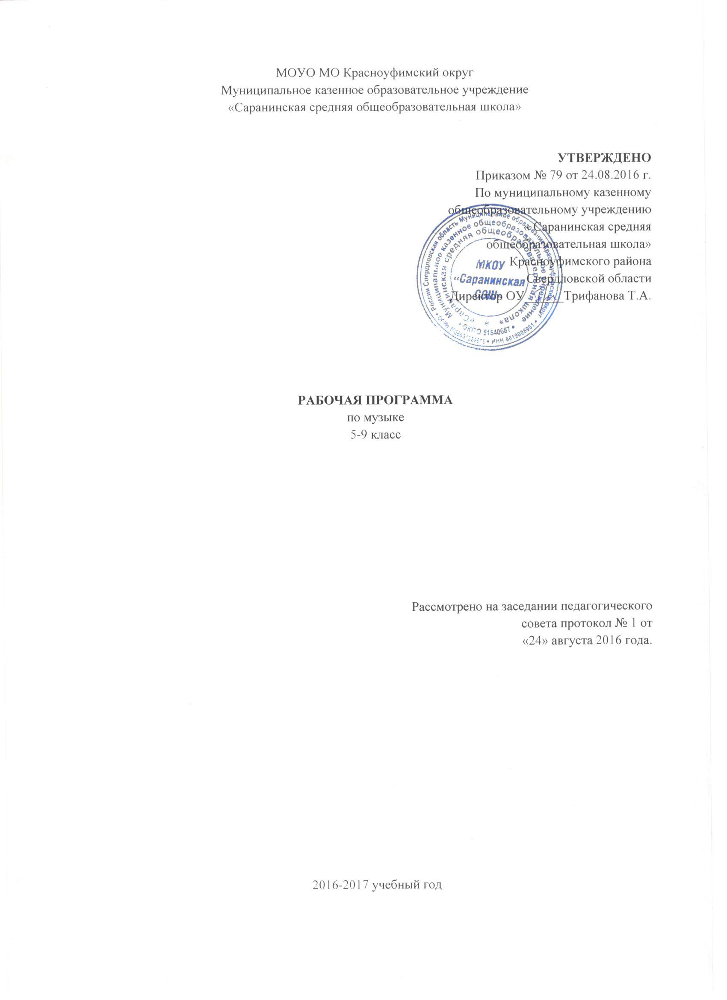 МОУО МО Красноуфимский округ
Муниципальное казенное образовательное учреждение
«Саранинская средняя общеобразовательная школа»
УТВЕРЖДЕНО
Приказом № 79 от 24.08.2016 г.
По муниципальному казенному
общеобразовательному учреждению
« Саранинская средняя
общеобразовательная школа»
Красноуфимского района
Свердловской области
Директор ОУ______Трифанова Т.А.
Россия Свердловская область Муниципальное образование Красноуфимский округ
ИНН 6619006961
Муниципальное казенное общеобразовательное учреждение
ОКПО 51840687
«Саранинская средняя общеобразовательная школа»
МКОУ
«Саранинская
СОШ»
РАБОЧАЯ ПРОГРАММА
по музыке
5-9 класс
Рассмотрено на заседании педагогического
совета протокол № 1 от
«24» августа 2016 года.
2016-2017 учебный год